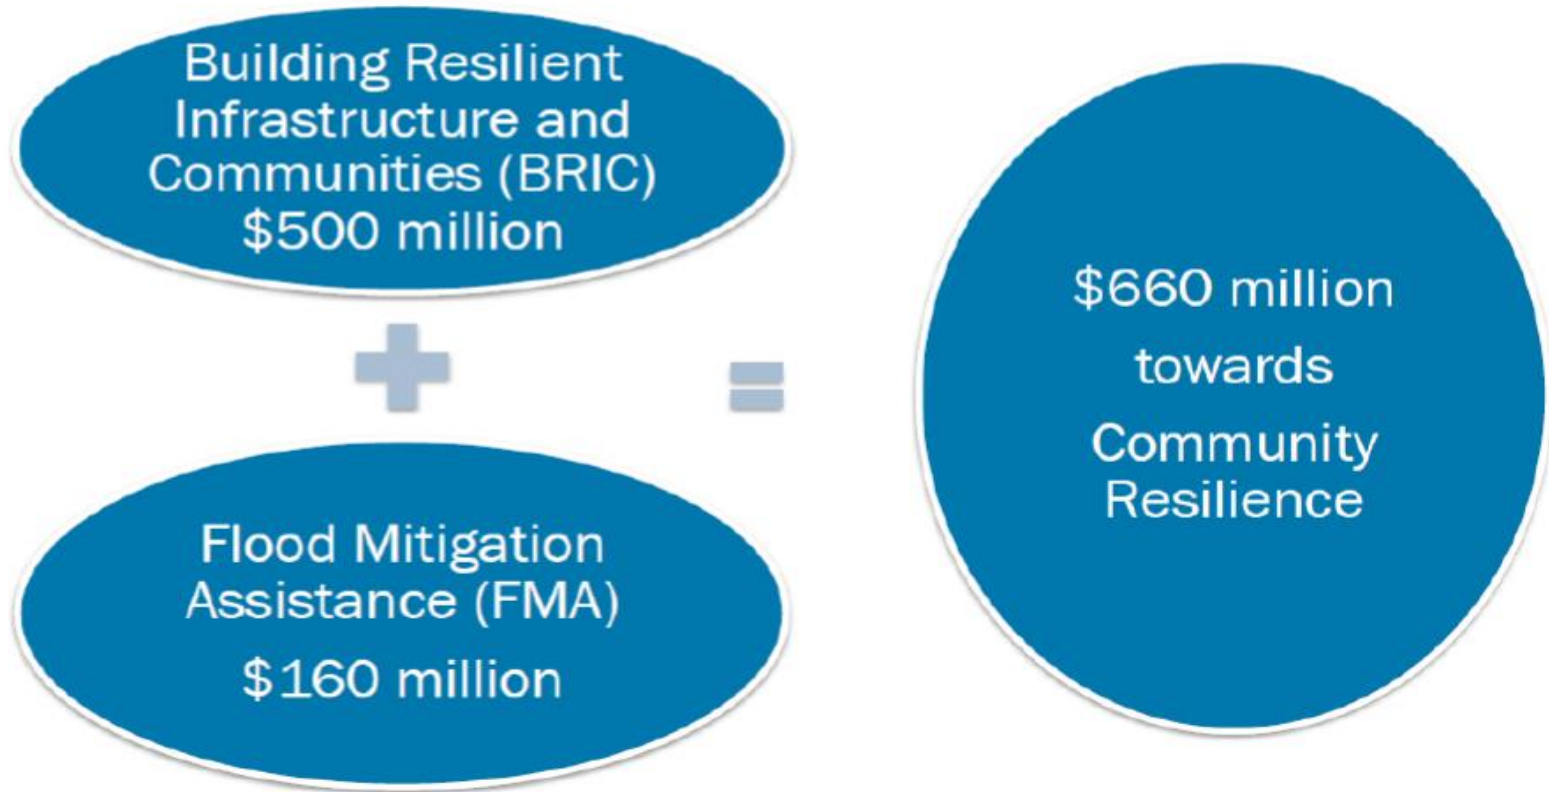 Building Resilient
Infrastructure and
Communities (BRIC)
$500 million
Flood Mitigation
Assistance (FMA)
$160 million
$660 million
towards
Community
Resilience